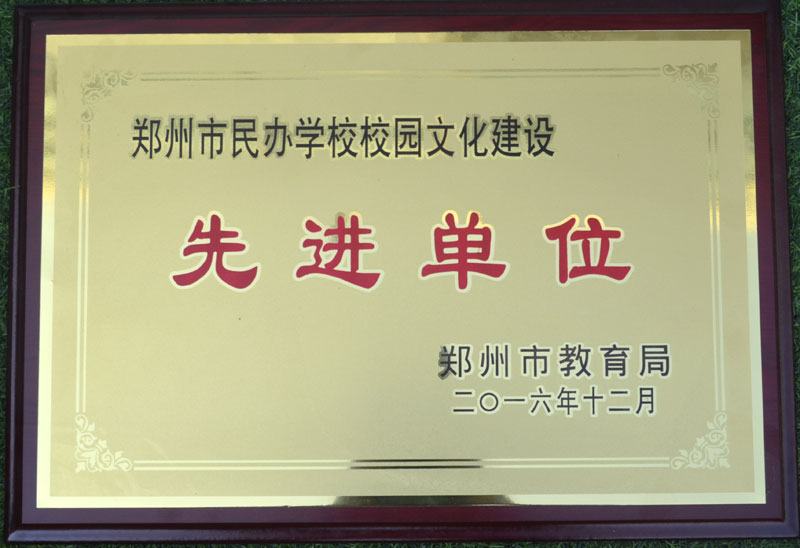 郑州市民办学校校园文化建设
先进单位
郑州市教育局
二〇一六年十二月